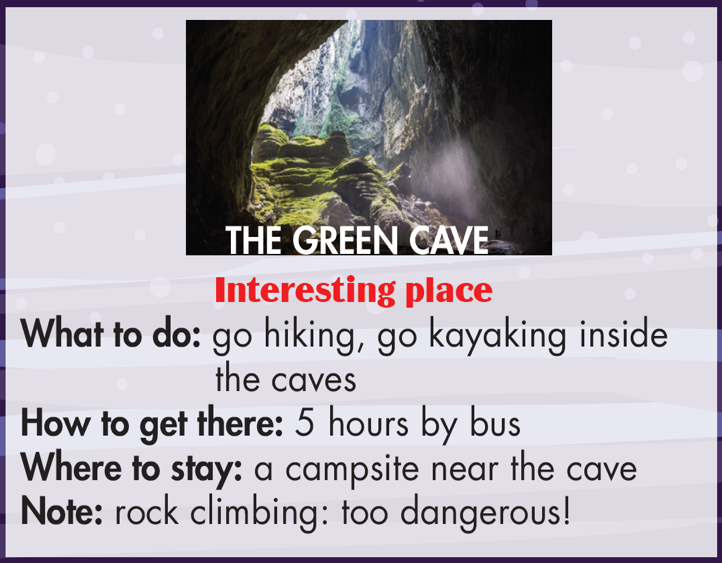 THE GREEN CAVE
Interesting place
What to do: go hiking, go kayaking inside
the caves
How to get there: 5 hours by bus
Where to stay: a campsite near the cave
Note: rock climbing: too dangerous!